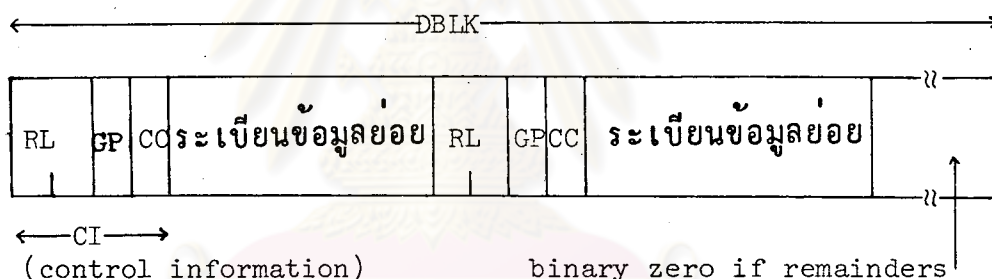 DBLK
RL GP CC ระเบียนข้อมูลย่อย RL GP CC ระเบียนข้อมูลย่อย
CI
(control information) binary zero if remainders